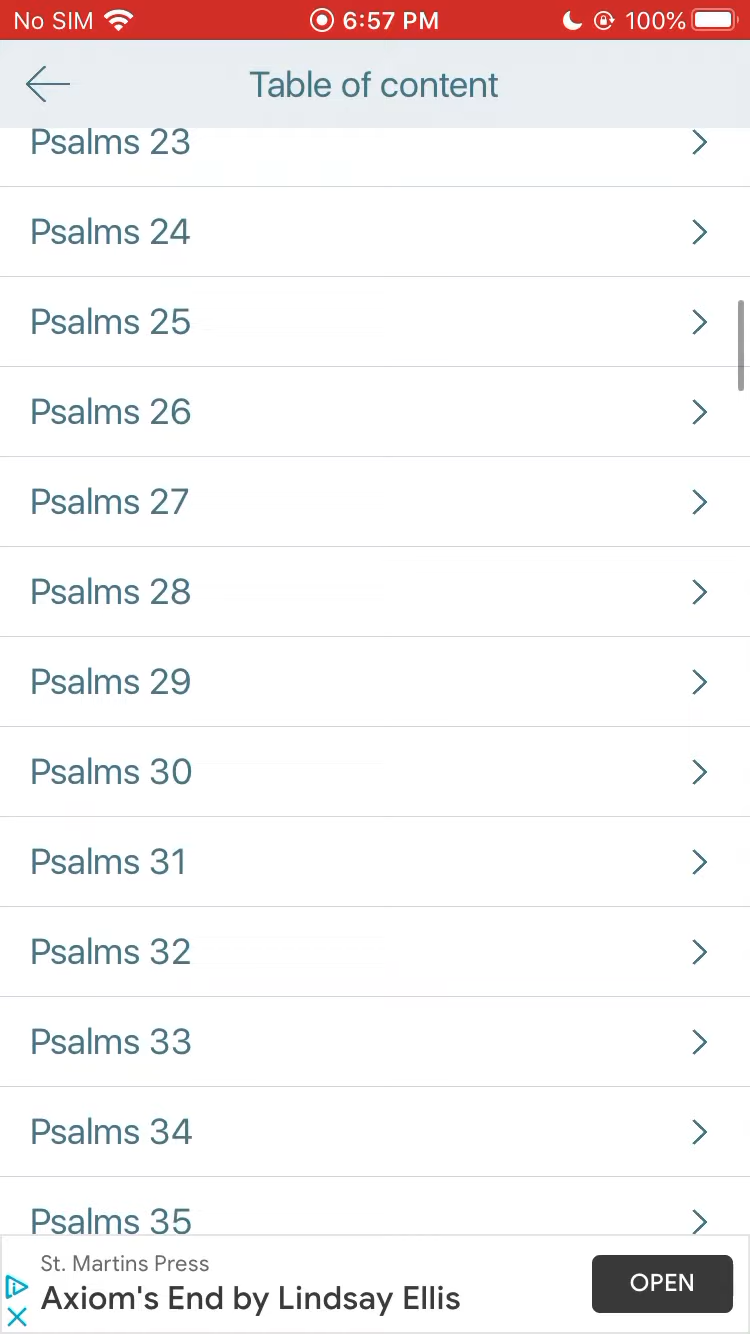 No SIM 6:57 PM 100%
Table of content
Psalms 23
Psalms 24
Psalms 25
Psalms 26
Psalms 27
Psalms 28
Psalms 29
Psalms 30
Psalms 31
Psalms 32
Psalms 33
Psalms 34
Psalms 35
St. Martins Press
Axiom's End by Lindsay Ellis
OPEN